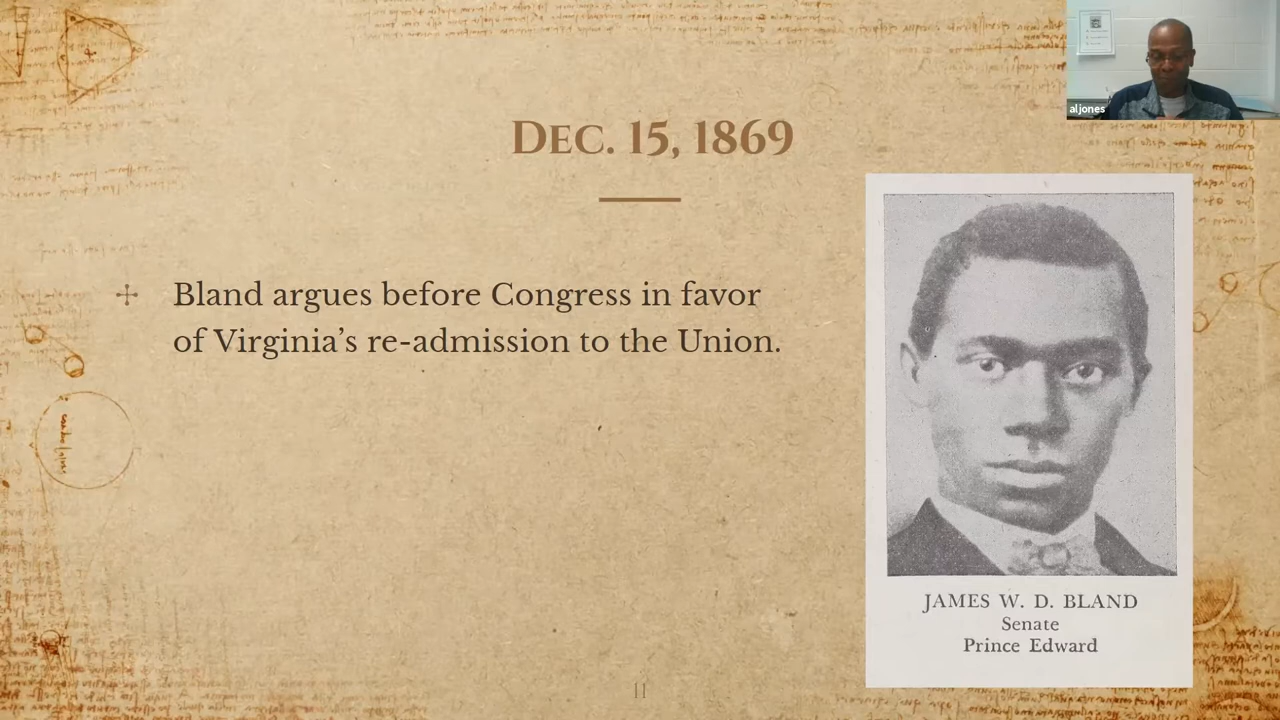 aljones
DEC. 15, 1869
Bland argues before Congress in favor
of Virginia’s re-admission to the Union.
JAMES W. D. BLAND
Senate
Prince Edward
11